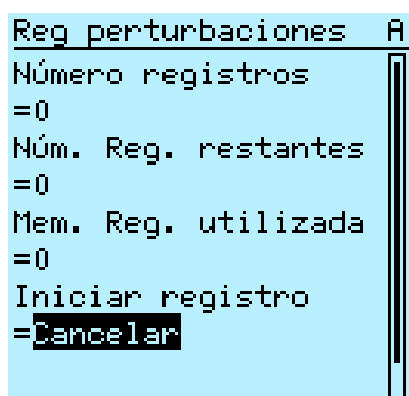 Reg perturbaciones A
Número registros
=0
Núm. Reg. restantes
=0
Mem. Reg. utilizada
=0
Iniciar registro
=Cancelar